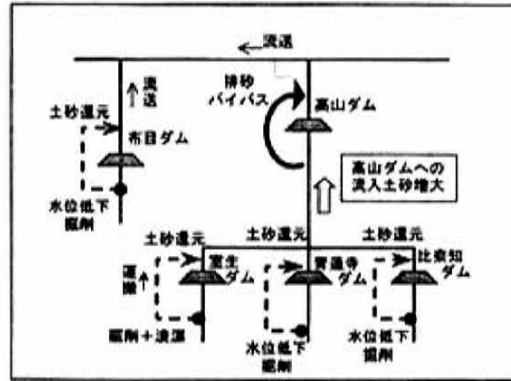 流送
排砂
バイパス
高山ダム
流送
土砂還元
布目ダム
水位低下
掘削
高山ダムへの
流入土砂増大
土砂還元
土砂還元
土砂還元
室生
ダム
青蓮寺
ダム
比奈知
ダム
運搬
掘削+浚渫
水位低下
掘削
水位低下
掘削